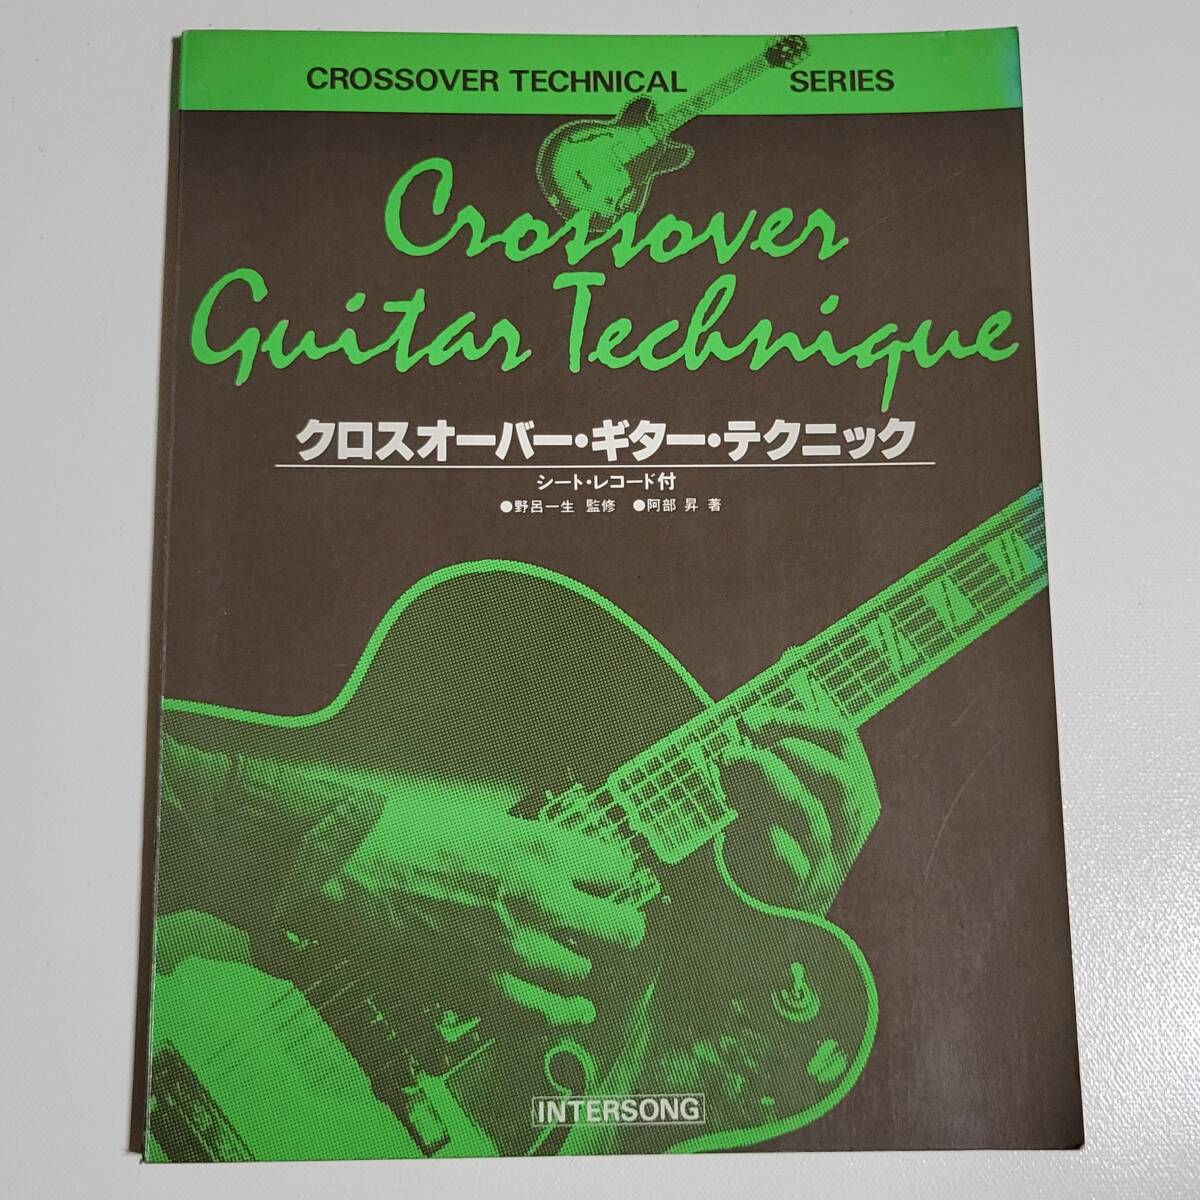 CROSSOVER TECHNICAL SERIES
Crossover
Guitar Technique
クロスオーバー・ギター・テクニック
シート・レコード付
●野呂一生 監修 ●阿部 昇 著
INTERSONG